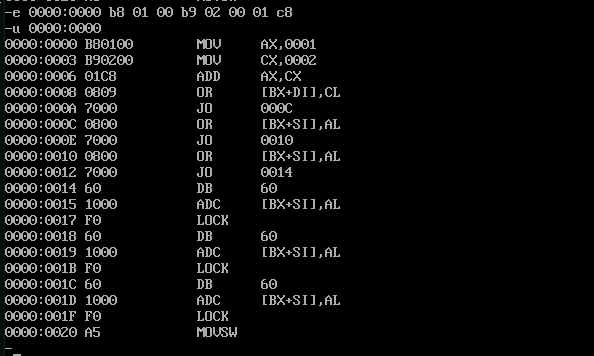 -e 0000:0000 b8 01 00 b9 02 00 01 c8
-u 0000:0000
0000:0000 B80100 MOV AX,0001
0000:0003 B90200 MOV CX,0002
0000:0006 01C8 ADD AX,CX
0000:0008 0809 OR [BX+DI],CL
0000:000A 7000 JO 000C
0000:000C 0800 OR [BX+SI],AL
0000:000E 7000 JO 0010
0000:0010 0800 OR [BX+SI],AL
0000:0012 7000 JO 0014
0000:0014 60 DB 60
0000:0015 1000 ADC [BX+SI],AL
0000:0017 F0 LOCK
0000:0018 60 DB 60
0000:0019 1000 ADC [BX+SI],AL
0000:001B F0 LOCK
0000:001C 60 DB 60
0000:001D 1000 ADC [BX+SI],AL
0000:001F F0 LOCK
0000:0020 A5 MOVSW
-_